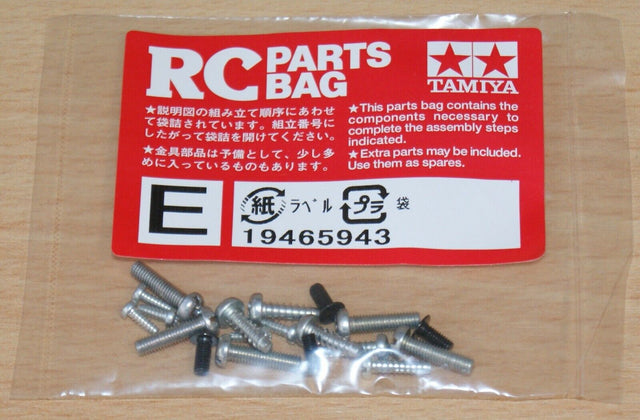 RC PARTS BAG
TAMIYA
★説明図の組み立て順序にあわせ
て袋詰されています。組立番号に
したがって袋詰を開けてください。
★金具部品は予備として、少し多
めに入っているものもあります。
★This parts bag contains the
components necessary to
complete the assembly steps
indicated.
★Extra parts may be included.
Use them as spares.
E
紙 ラベル プラ 袋
19465943